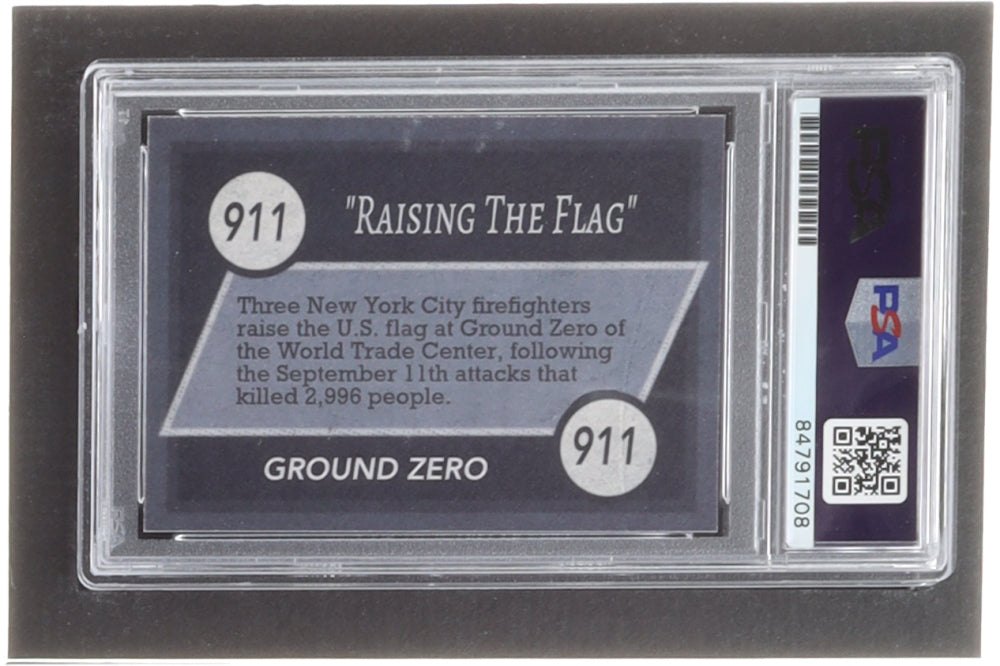 911
"RAISING THE FLAG"
Three New York City firefighters
raise the U.S. flag at Ground Zero of
the World Trade Center, following
the September 11th attacks that
killed 2,996 people.
911
GROUND ZERO
PSA
PSA
84791708